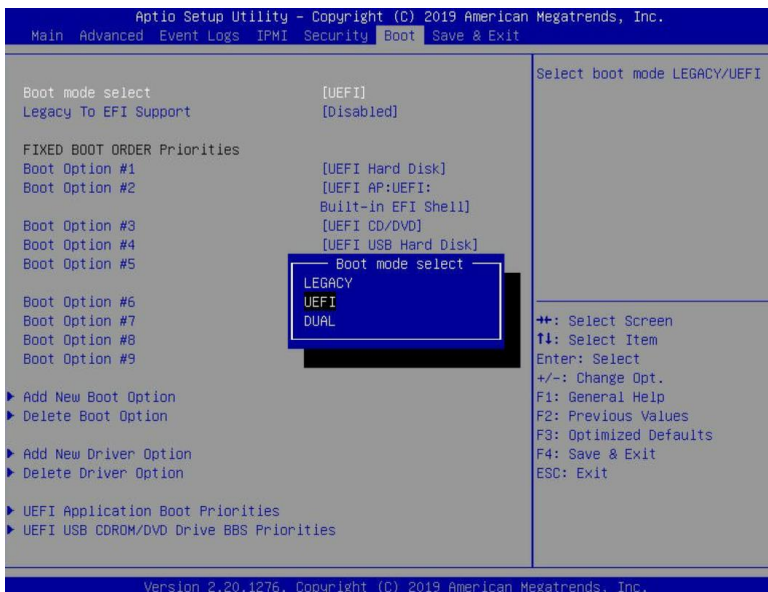 Aptio Setup Utility – Copyright (C) 2019 American Megatrends, Inc.
Main Advanced Event Logs IPMI Security Boot Save & Exit
Select boot mode LEGACY/UEFI
Boot mode select [UEFI]
Legacy To EFI Support [Disabled]
FIXED BOOT ORDER Priorities
Boot Option #1 [UEFI Hard Disk]
Boot Option #2 [UEFI AP:UEFI:
Built-in EFI Shell]
Boot Option #3 [UEFI CD/DVD]
Boot Option #4 [UEFI USB Hard Disk]
Boot Option #5
Boot Option #6
Boot Option #7
Boot Option #8
Boot Option #9
Boot mode select
LEGACY
UEFI
DUAL
▶ Add New Boot Option
▶ Delete Boot Option
▶ Add New Driver Option
▶ Delete Driver Option
▶ UEFI Application Boot Priorities
▶ UEFI USB CDROM/DVD Drive BBS Priorities
→←: Select Screen
↑↓: Select Item
Enter: Select
+/-: Change Opt.
F1: General Help
F2: Previous Values
F3: Optimized Defaults
F4: Save & Exit
ESC: Exit
Version 2.20.1276. Copyright (C) 2019 American Megatrends, Inc.